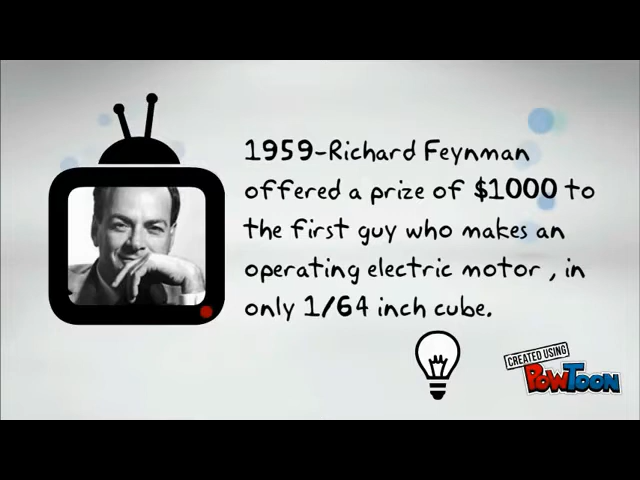 1959-Richard Feynman
offered a prize of $1000 to
the first guy who makes an
operating electric motor , in
only 1/64 inch cube.
CREATED USING
POWTOON